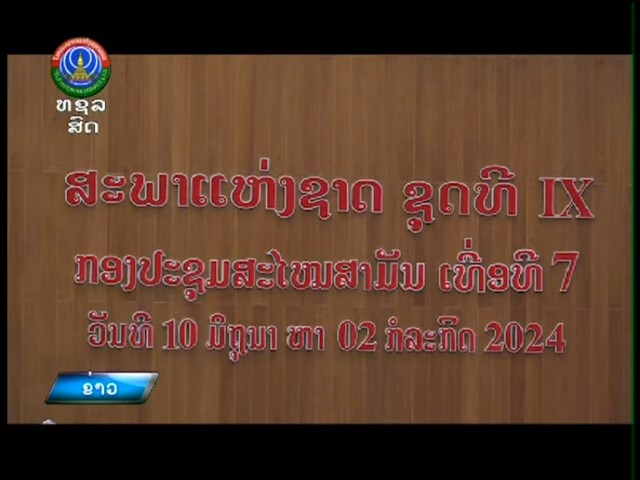 ທຊລ
ສົດ
ສະພາແຫ່ງຊາດ ຊຸດທີ IX
ກອງປະຊຸມສະໄໝສາມັນ ເທື່ອທີ 7
ວັນທີ 10 ມິຖຸນາ ຫາ 02 ກໍລະກົດ 2024
ຂ່າວ